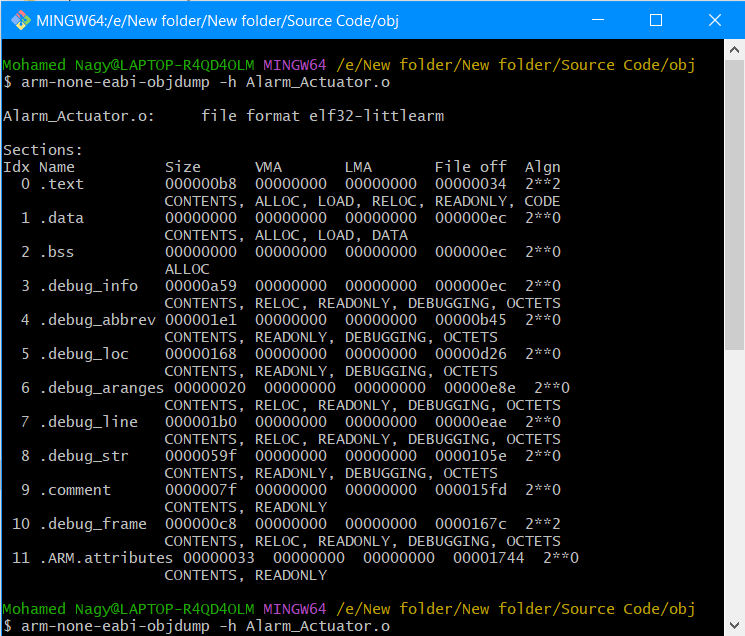 MINGW64:/e/New folder/New folder/Source Code/obj
Mohamed Nagy@LAPTOP-R4QD4OLM MINGW64 /e/New folder/New folder/Source Code/obj
$ arm-none-eabi-objdump -h Alarm_Actuator.o
Alarm_Actuator.o:     file format elf32-littlearm
Sections:
Idx Name          Size      VMA       LMA       File off  Algn
  0 .text         000000b8  00000000  00000000  00000034  2**2
                  CONTENTS, ALLOC, LOAD, RELOC, READONLY, CODE
  1 .data         00000000  00000000  00000000  000000ec  2**0
                  CONTENTS, ALLOC, LOAD, DATA
  2 .bss          00000000  00000000  00000000  000000ec  2**0
                  ALLOC
  3 .debug_info   00000a59  00000000  00000000  000000ec  2**0
                  CONTENTS, RELOC, READONLY, DEBUGGING, OCTETS
  4 .debug_abbrev 000001e1  00000000  00000000  00000b45  2**0
                  CONTENTS, READONLY, DEBUGGING, OCTETS
  5 .debug_loc    00000168  00000000  00000000  00000d26  2**0
                  CONTENTS, READONLY, DEBUGGING, OCTETS
  6 .debug_aranges 00000020  00000000  00000000  00000e8e  2**0
                  CONTENTS, RELOC, READONLY, DEBUGGING, OCTETS
  7 .debug_line   000001b0  00000000  00000000  00000eae  2**0
                  CONTENTS, RELOC, READONLY, DEBUGGING, OCTETS
  8 .debug_str    0000059f  00000000  00000000  0000105e  2**0
                  CONTENTS, READONLY, DEBUGGING, OCTETS
  9 .comment      0000007f  00000000  00000000  000015fd  2**0
                  CONTENTS, READONLY
 10 .debug_frame  000000c8  00000000  00000000  0000167c  2**2
                  CONTENTS, RELOC, READONLY, DEBUGGING, OCTETS
 11 .ARM.attributes 00000033  00000000  00000000  00001744  2**0
                  CONTENTS, READONLY
Mohamed Nagy@LAPTOP-R4QD4OLM MINGW64 /e/New folder/New folder/Source Code/obj
$ arm-none-eabi-objdump -h Alarm_Actuator.o